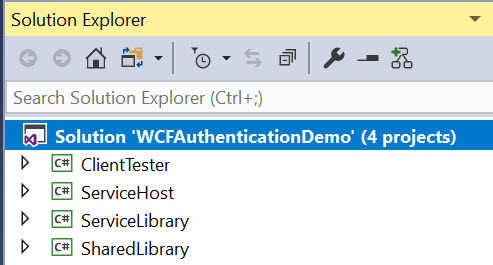 Solution Explorer
Search Solution Explorer (Ctrl+;)
Solution 'WCFAuthenticationDemo' (4 projects)
C# ClientTester
C# ServiceHost
C# ServiceLibrary
C# SharedLibrary